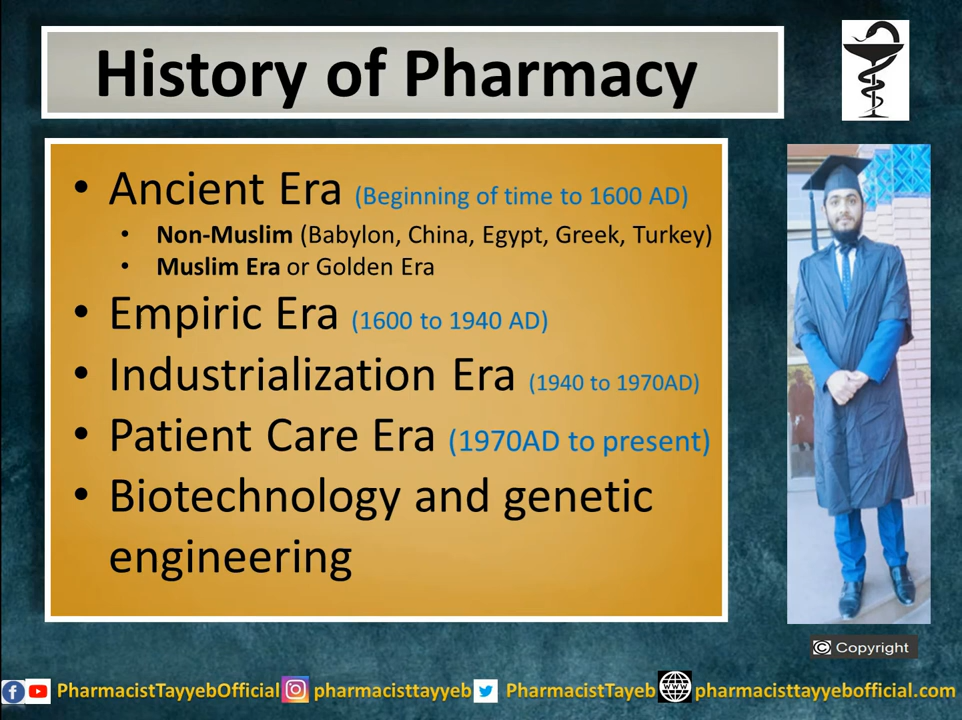 History of Pharmacy
• Ancient Era (Beginning of time to 1600 AD)
• Non-Muslim (Babylon, China, Egypt, Greek, Turkey)
• Muslim Era or Golden Era
• Empiric Era (1600 to 1940 AD)
• Industrialization Era (1940 to 1970AD)
• Patient Care Era (1970AD to present)
• Biotechnology and genetic
engineering
© Copyright
PharmacistTayyebOfficial pharmacisttayyeb PharmacistTayeb pharmacisttayyebofficial.com